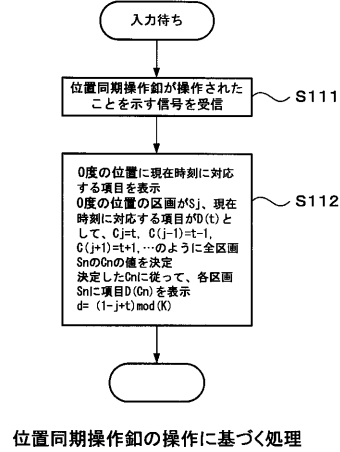 入力待ち
位置同期操作釦が操作された
ことを示す信号を受信
S111
0度の位置に現在時刻に対応
する項目を表示
0度の位置の区画がSj、現在
時刻に対応する項目がD(t)と
して、Cj=t, C(j-1)=t-1,
C(j+1)=t+1,…のように全区画
SnのCnの値を決定
決定したCnに従って、各区画
Snに項目D(Cn)を表示
d= (1-j+t)mod(K)
S112
位置同期操作釦の操作に基づく処理